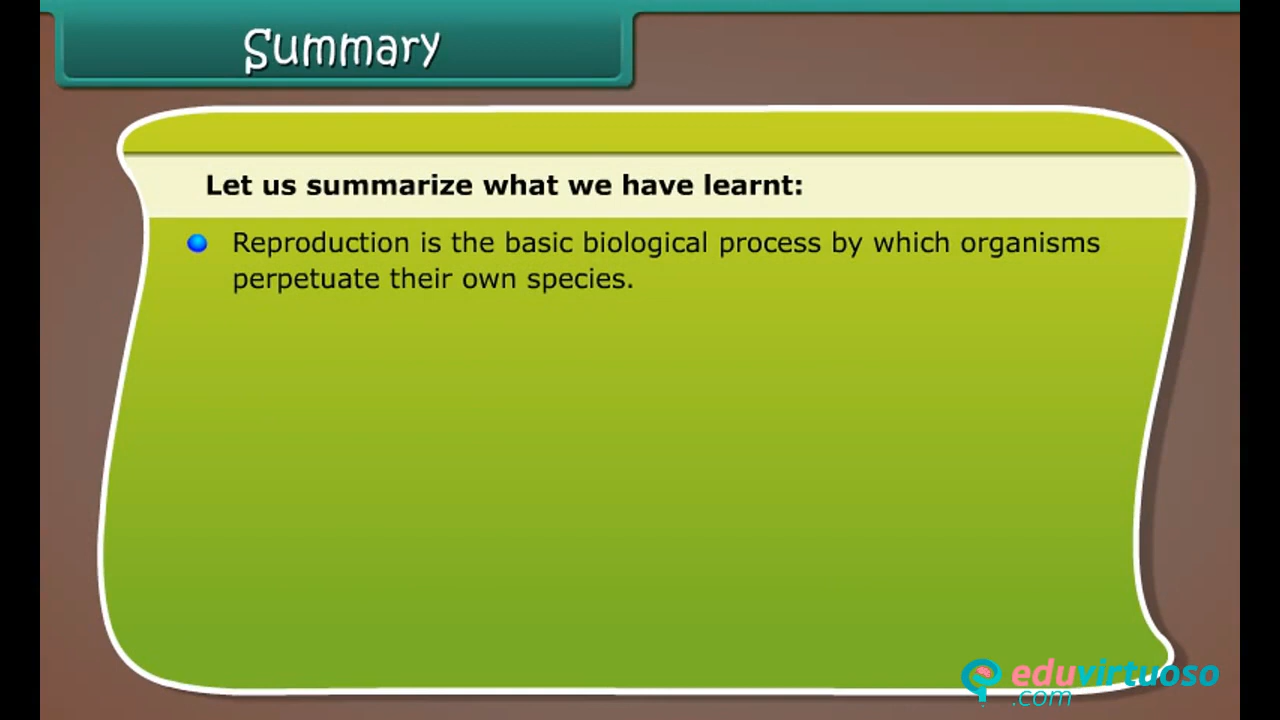 Summary
Let us summarize what we have learnt:
Reproduction is the basic biological process by which organisms
perpetuate their own species.
eduvirtuoso
.com